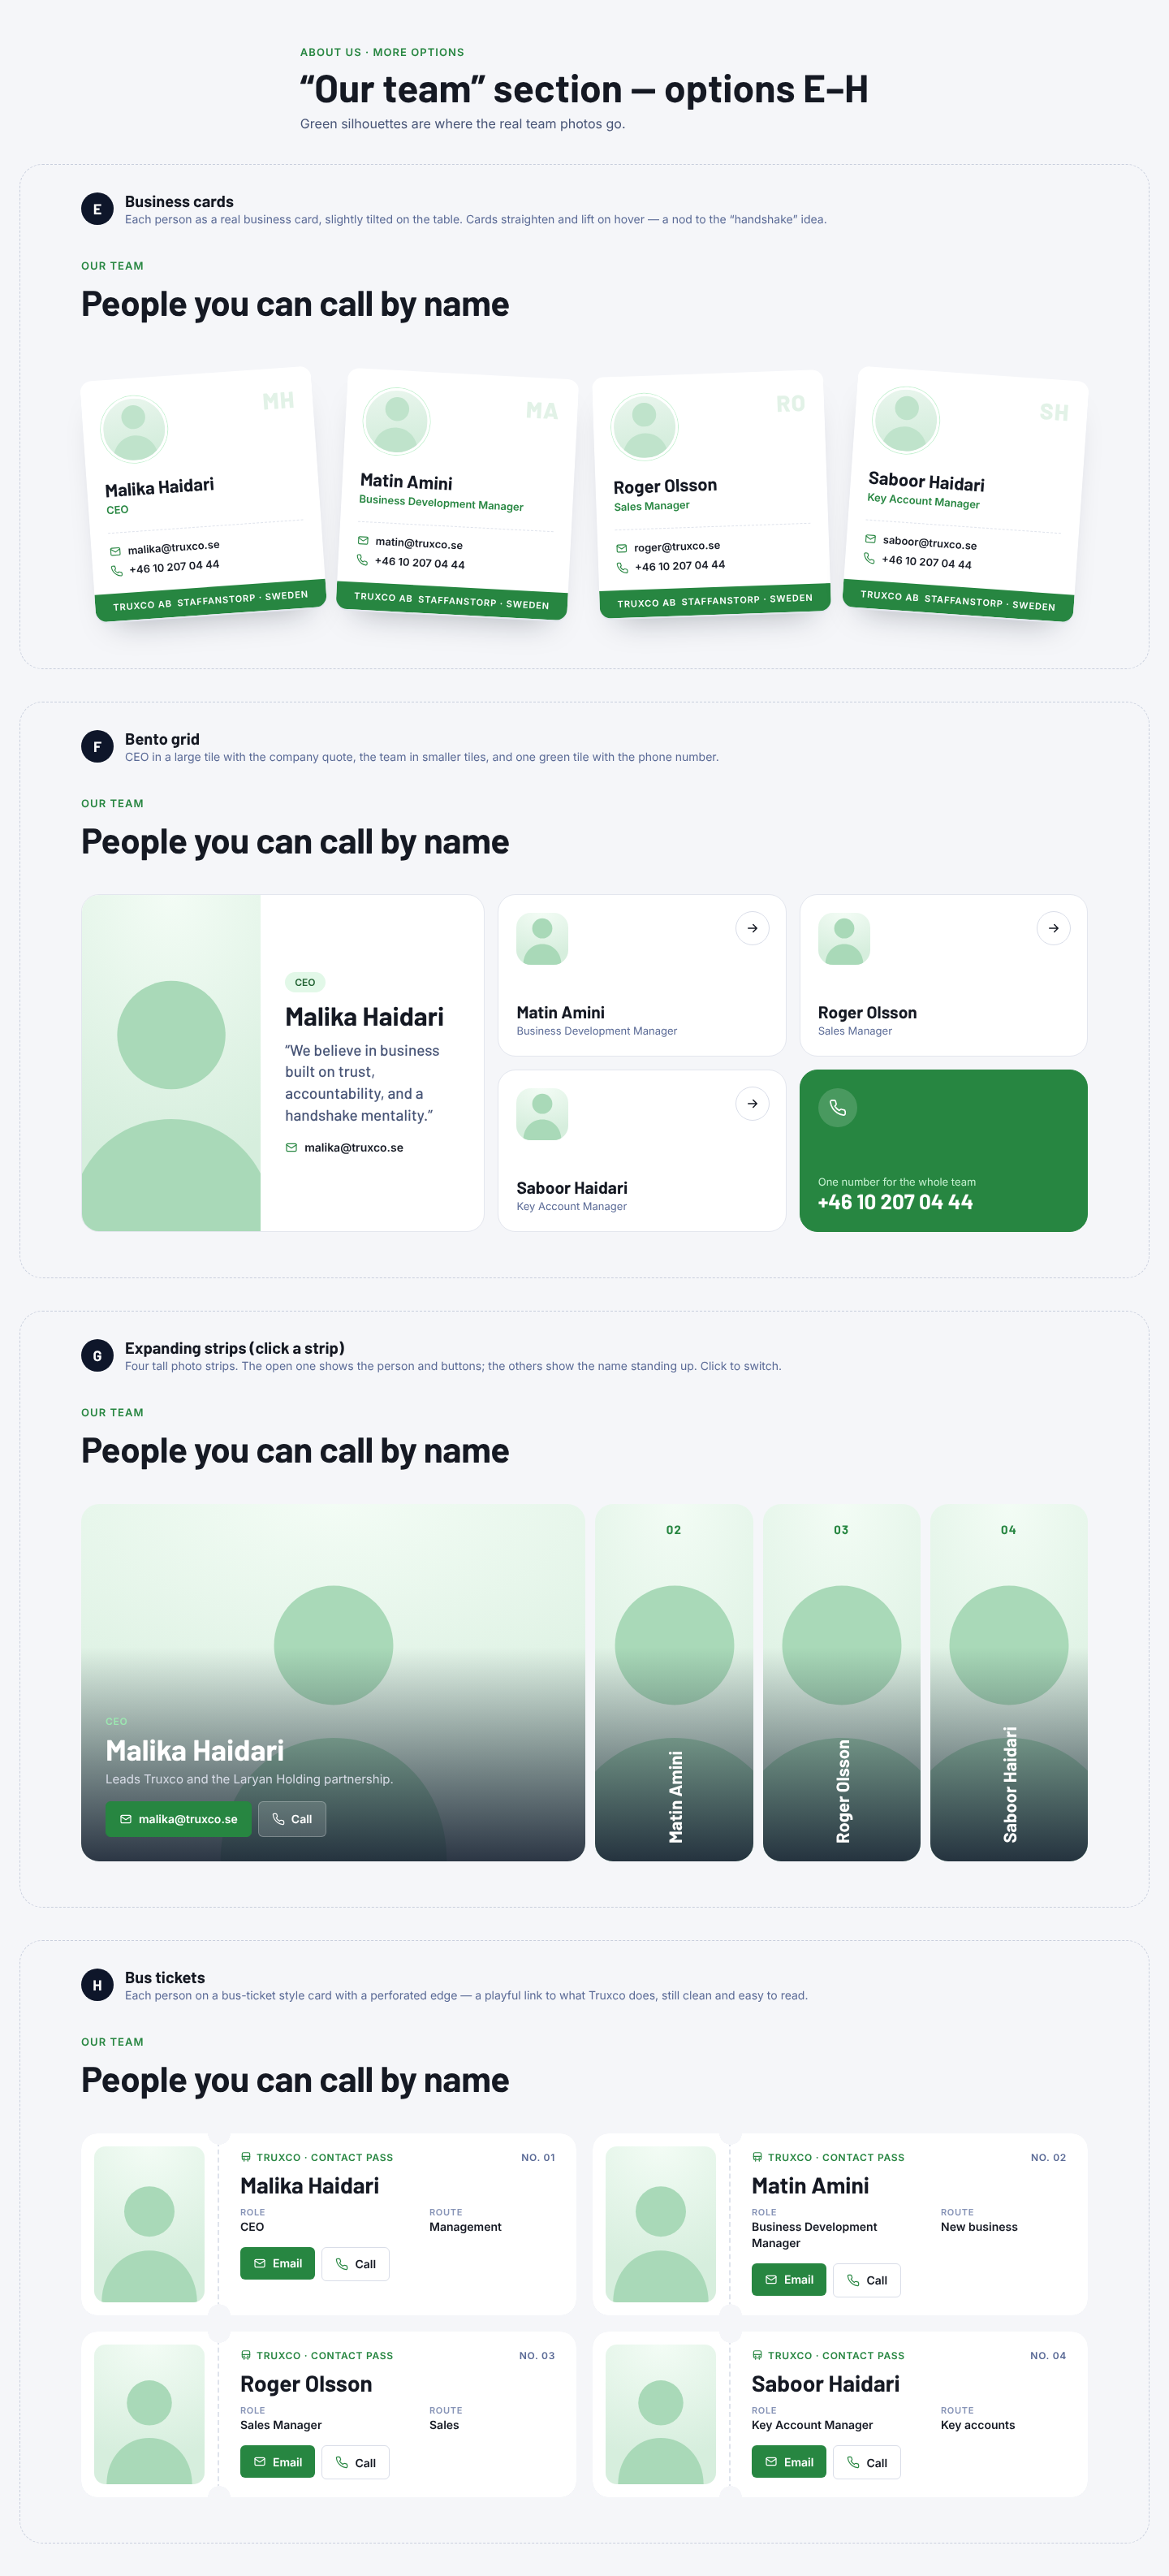 ABOUT US · MORE OPTIONS
“Our team” section — options E–H
Green silhouettes are where the real team photos go.
E
Business cards
Each person as a real business card, slightly tilted on the table. Cards straighten and lift on hover — a nod to the “handshake” idea.
OUR TEAM
People you can call by name
MH
Malika Haidari
CEO
malika@truxco.se
+46 10 207 04 44
TRUXCO AB STAFFANSTORP · SWEDEN
MA
Matin Amini
Business Development Manager
matin@truxco.se
+46 10 207 04 44
TRUXCO AB STAFFANSTORP · SWEDEN
RO
Roger Olsson
Sales Manager
roger@truxco.se
+46 10 207 04 44
TRUXCO AB STAFFANSTORP · SWEDEN
SH
Saboor Haidari
Key Account Manager
saboor@truxco.se
+46 10 207 04 44
TRUXCO AB STAFFANSTORP · SWEDEN
F
Bento grid
CEO in a large tile with the company quote, the team in smaller tiles, and one green tile with the phone number.
OUR TEAM
People you can call by name
CEO
Malika Haidari
“We believe in business
built on trust,
accountability, and a
handshake mentality.”
malika@truxco.se
Matin Amini
Business Development Manager
Roger Olsson
Sales Manager
Saboor Haidari
Key Account Manager
One number for the whole team
+46 10 207 04 44
G
Expanding strips (click a strip)
Four tall photo strips. The open one shows the person and buttons; the others show the name standing up. Click to switch.
OUR TEAM
People you can call by name
CEO
Malika Haidari
Leads Truxco and the Laryan Holding partnership.
malika@truxco.se
Call
02
Matin Amini
03
Roger Olsson
04
Saboor Haidari
H
Bus tickets
Each person on a bus-ticket style card with a perforated edge — a playful link to what Truxco does, still clean and easy to read.
OUR TEAM
People you can call by name
TRUXCO · CONTACT PASS
NO. 01
Malika Haidari
ROLE
CEO
ROUTE
Management
Email
Call
TRUXCO · CONTACT PASS
NO. 02
Matin Amini
ROLE
Business Development
Manager
ROUTE
New business
Email
Call
TRUXCO · CONTACT PASS
NO. 03
Roger Olsson
ROLE
Sales Manager
ROUTE
Sales
Email
Call
TRUXCO · CONTACT PASS
NO. 04
Saboor Haidari
ROLE
Key Account Manager
ROUTE
Key accounts
Email
Call